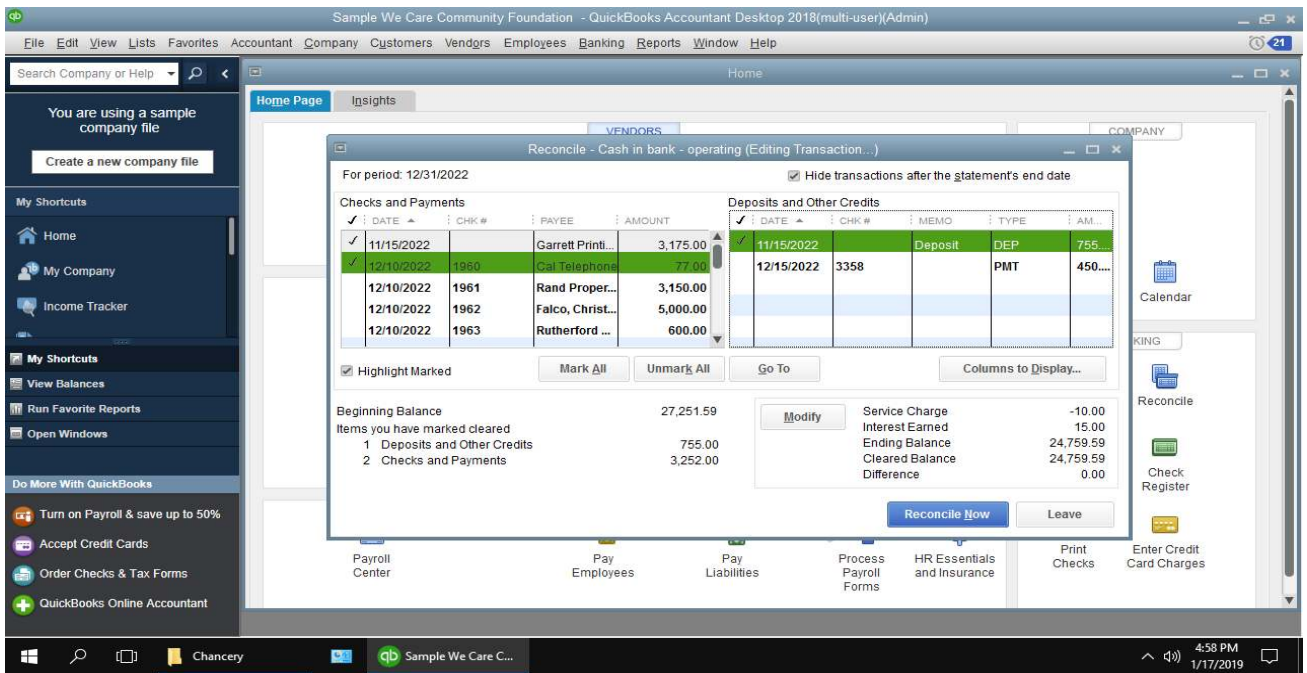 Sample We Care Community Foundation - QuickBooks Accountant Desktop 2018(multi-user)(Admin)
File Edit View Lists Favorites Accountant Company Customers Vendors Employees Banking Reports Window Help
21
Search Company or Help
Home
You are using a sample company file
Create a new company file
My Shortcuts
Home
My Company
Income Tracker
My Shortcuts
View Balances
Run Favorite Reports
Open Windows
Do More With QuickBooks
Turn on Payroll & save up to 50%
Accept Credit Cards
Order Checks & Tax Forms
QuickBooks Online Accountant
Home Page Insights
VENDORS
COMPANY
Reconcile - Cash in bank - operating (Editing Transaction...)
For period: 12/31/2022
Hide transactions after the statement's end date
Checks and Payments
DATE CHK # PAYEE AMOUNT
11/15/2022 Garrett Printi... 3,175.00
12/10/2022 1960 Cal Telephone 77.00
12/10/2022 1961 Rand Proper... 3,150.00
12/10/2022 1962 Falco, Christ... 5,000.00
12/10/2022 1963 Rutherford ... 600.00
Deposits and Other Credits
DATE CHK # MEMO TYPE AM...
11/15/2022 Deposit DEP 755....
12/15/2022 3358 PMT 450....
Highlight Marked
Mark All Unmark All Go To Columns to Display...
Beginning Balance 27,251.59
Items you have marked cleared
1 Deposits and Other Credits 755.00
2 Checks and Payments 3,252.00
Modify
Service Charge -10.00
Interest Earned 15.00
Ending Balance 24,759.59
Cleared Balance 24,759.59
Difference 0.00
Reconcile Now Leave
Calendar
KING
Reconcile
Check Register
Print Checks
Enter Credit Card Charges
Payroll Center
Pay Employees
Pay Liabilities
Process Payroll Forms
HR Essentials and Insurance
Chancery
qb Sample We Care C...
4:58 PM
1/17/2019